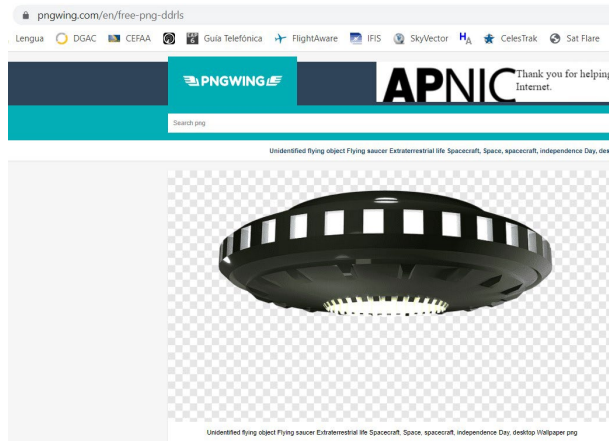 pngwing.com/en/free-png-ddrls
Lengua DGAC CEFAA Guía Telefónica FlightAware IFIS SkyVector HA CelesTrak Sat Flare
PNGWING
APNIC
Thank you for helping
Internet.
Search png
Unidentified flying object Flying saucer Extraterrestrial life Spacecraft, Space, spacecraft, independence Day, des
Unidentified flying object Flying saucer Extraterrestrial life Spacecraft, Space, spacecraft, independence Day, desktop Wallpaper png